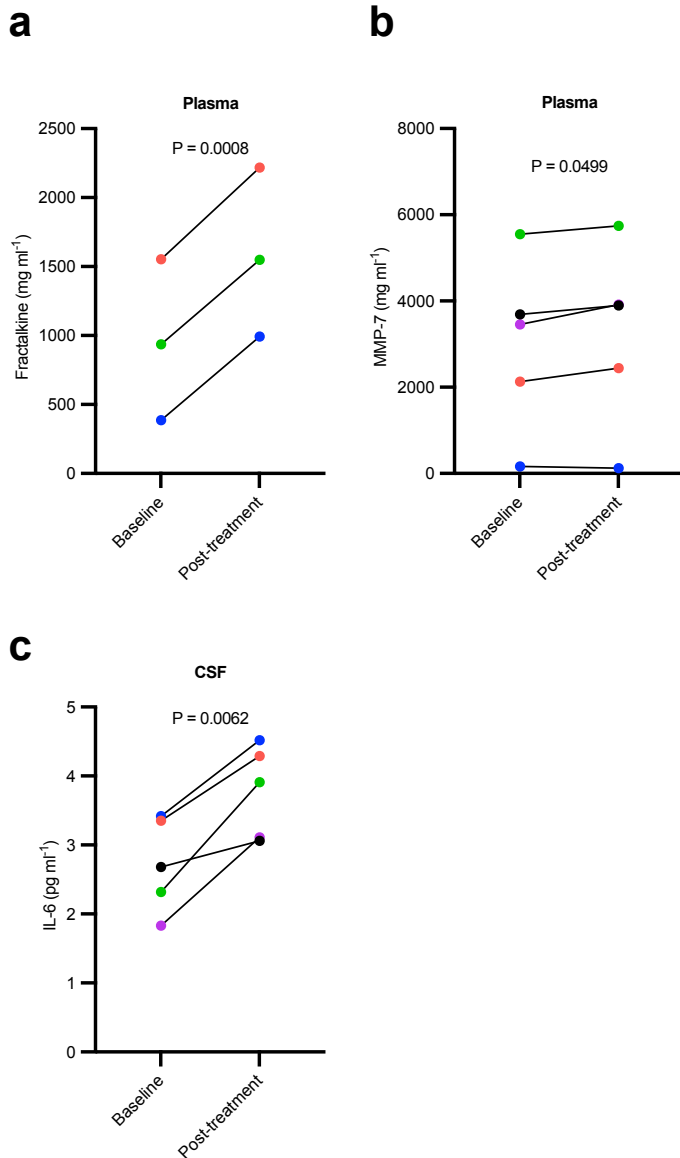 a
Plasma
P = 0.0008
Fractalkine (mg ml⁻¹)
2500
2000
1500
1000
500
0
Baseline
Post-treatment
b
Plasma
P = 0.0499
MMP-7 (mg ml⁻¹)
8000
6000
4000
2000
0
Baseline
Post-treatment
c
CSF
P = 0.0062
IL-6 (pg ml⁻¹)
5
4
3
2
1
0
Baseline
Post-treatment